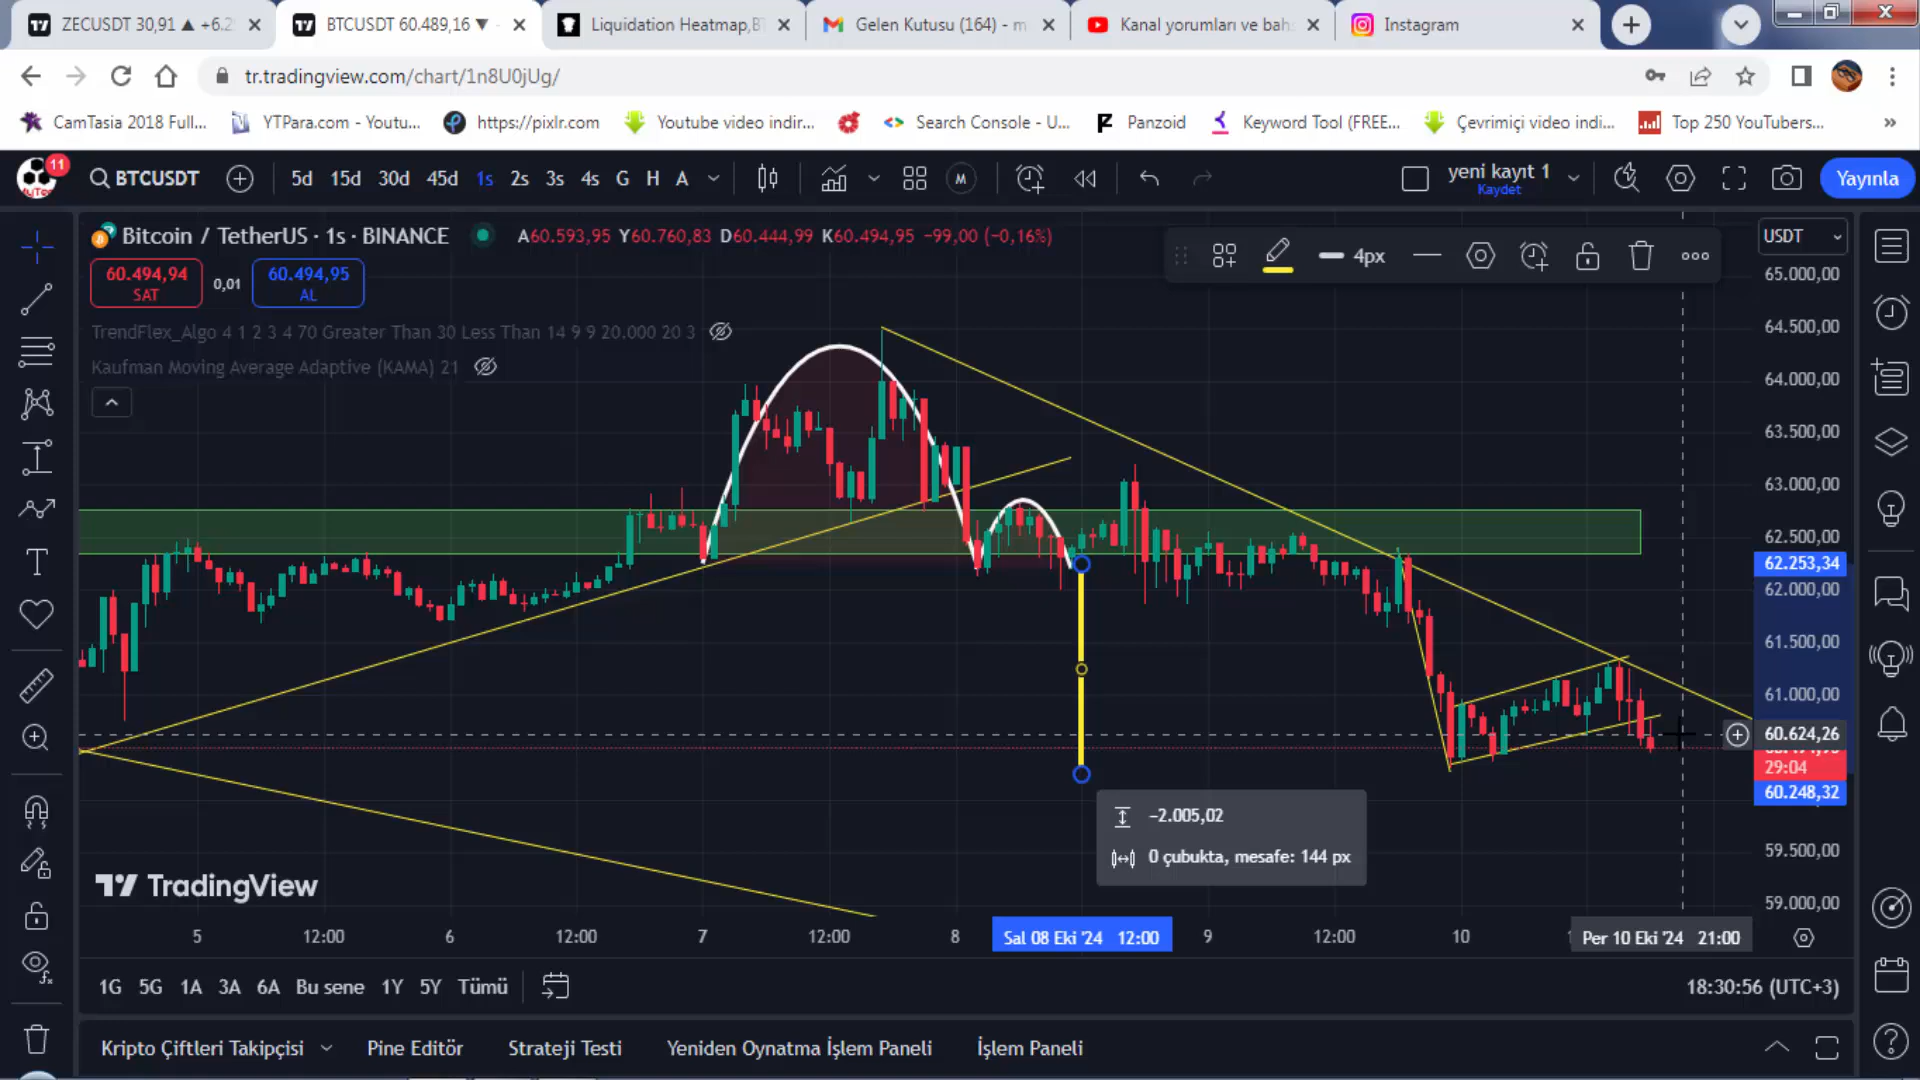 ZECUSDT 30,91 ▲ +6.2
BTCUSDT 60.489,16 ▼ -
Liquidation Heatmap,B
Gelen Kutusu (164) - m
Kanal yorumları ve bah
Instagram
tr.tradingview.com/chart/1n8U0jUg/
CamTasia 2018 Full...
YTPara.com - Youtu...
https://pixlr.com
Youtube video indir...
Search Console - U...
Panzoid
Keyword Tool (FREE...
Çevrimiçi video indi...
Top 250 YouTubers...
»
11
BTCUSDT
5d 15d 30d 45d 1s 2s 3s 4s G H A
M
yeni kayıt 1
Kaydet
Yayınla
Bitcoin / TetherUS · 1s · BINANCE
A60.593,95 Y60.760,83 D60.444,99 K60.494,95 −99,00 (−0,16%)
4px
USDT
60.494,94
SAT
0,01
60.494,95
AL
TrendFlex_Algo 4 1 2 3 4 70 Greater Than 30 Less Than 14 9 9 20.000 20 3
Kaufman Moving Average Adaptive (KAMA) 21
65.000,00
64.500,00
64.000,00
63.500,00
63.000,00
62.500,00
62.253,34
62.000,00
61.500,00
61.000,00
60.624,26
29:04
60.248,32
59.500,00
59.000,00
−2.005,02
0 çubukta, mesafe: 144 px
TradingView
5 12:00 6 12:00 7 12:00 8 Sal 08 Eki '24 12:00 9 12:00 10 Per 10 Eki '24 21:00
1G 5G 1A 3A 6A Bu sene 1Y 5Y Tümü
18:30:56 (UTC+3)
Kripto Çiftleri Takipçisi Pine Editör Strateji Testi Yeniden Oynatma İşlem Paneli İşlem Paneli